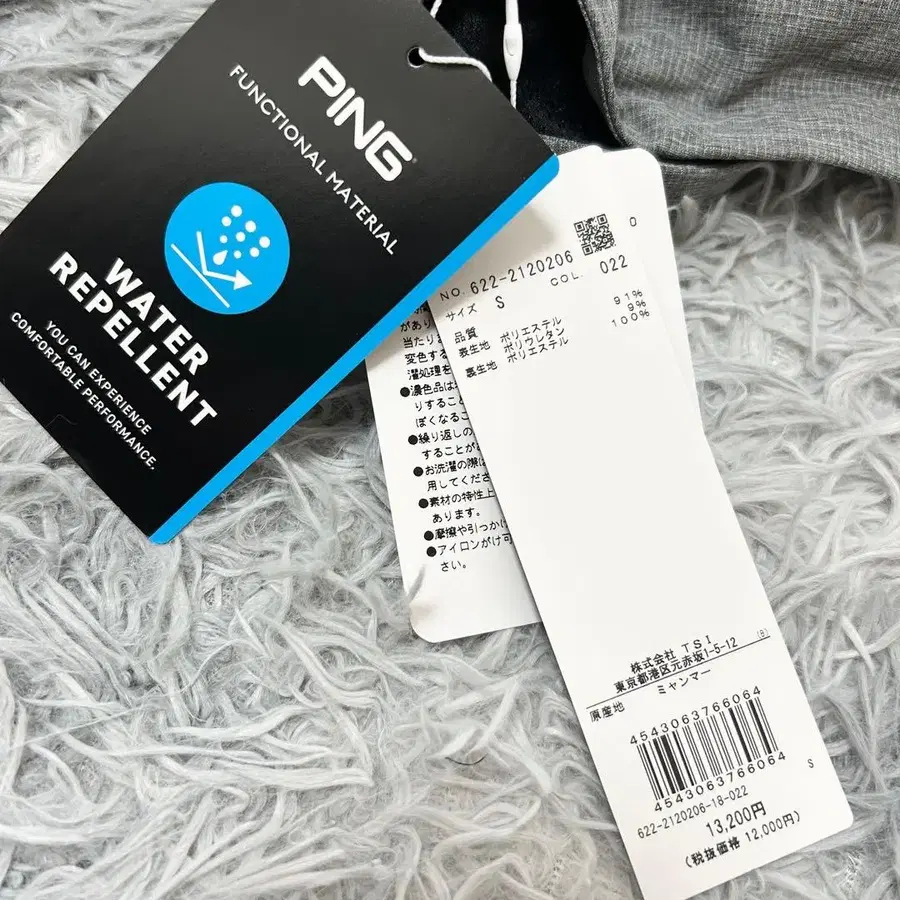 PING
FUNCTIONAL MATERIAL
WATER
REPELLENT
YOU CAN EXPERIENCE
COMFORTABLE PERFORMANCE.
があり
当たり
変色する
濯処理を
●濃色品は
りすること
ぽくなるこ
●繰り返しの
することが
●お洗濯の際は
用してくださ
●素材の特性上
あります。
●摩擦や引っかけ
●アイロンがけ可
さい。
0
NO. 622-2120206
サイズ S COL. 022
品質
表生地 ポリエステル 91%
ポリウレタン 9%
裏生地 ポリエステル 100%
株式会社 TSI
東京都港区元赤坂1-5-12 (B)
原産地 ミャンマー
4543063766064
4543063766064
622-2120206-18-022 S
13,200円
(税抜価格 12,000円)